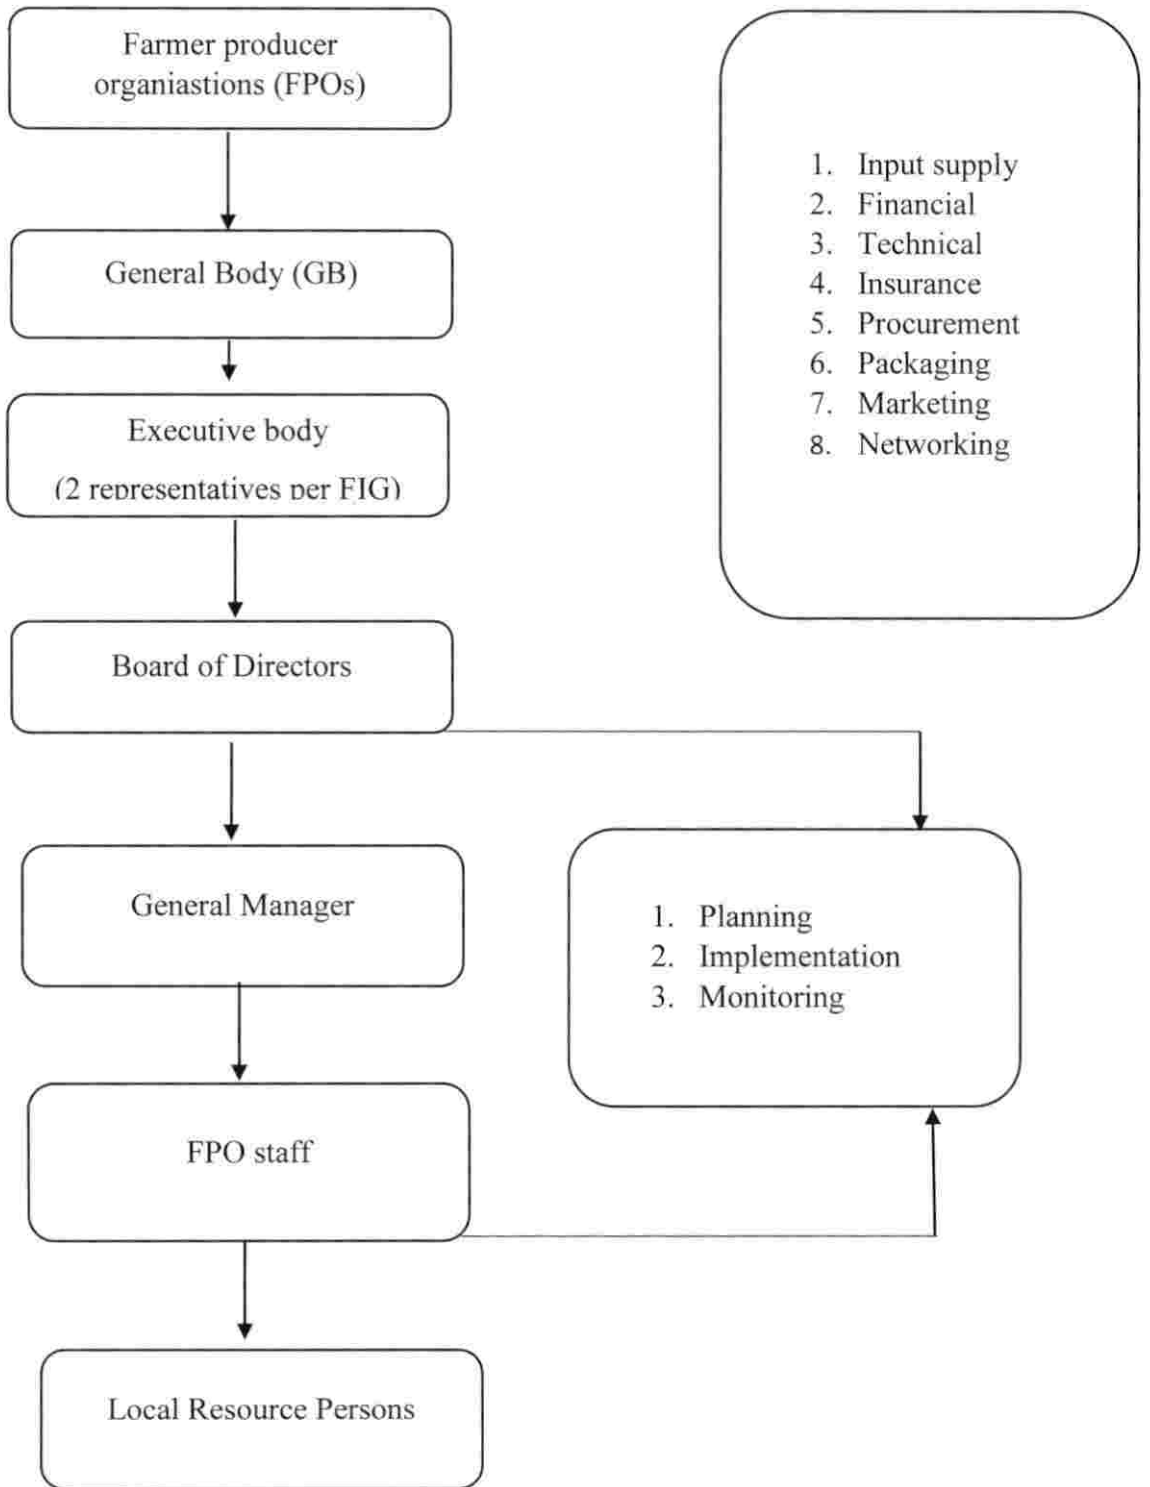 Farmer producer
organiastions (FPOs)
General Body (GB)
Executive body
(2 representatives per FIG)
Board of Directors
General Manager
FPO staff
Local Resource Persons
1. Input supply
2. Financial
3. Technical
4. Insurance
5. Procurement
6. Packaging
7. Marketing
8. Networking
1. Planning
2. Implementation
3. Monitoring